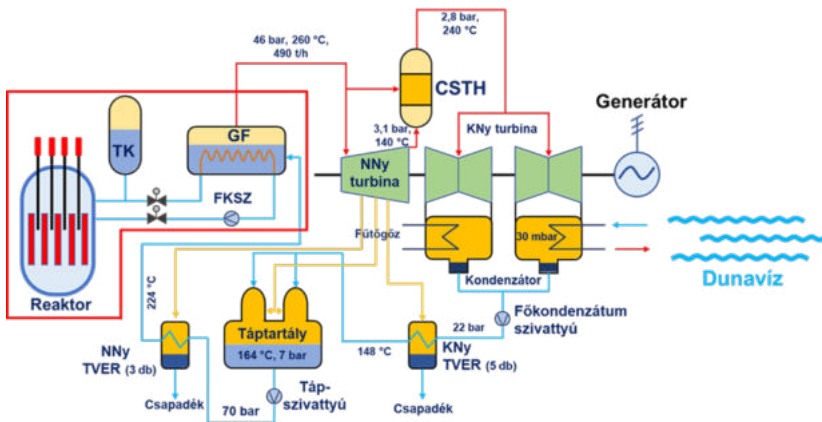 46 bar, 260 °C,
490 t/h
2,8 bar,
240 °C
CSTH
Generátor
TK
GF
3,1 bar,
140 °C
KNy turbina
NNy
turbina
FKSZ
Fűtőgőz
30 mbar
Dunavíz
Reaktor
Kondenzátor
224 °C
Főkondenzátum
szivattyú
22 bar
Táptartály
164 °C, 7 bar
148 °C
NNy
TVER (3 db)
KNy
TVER (5 db)
Táp-
szivattyú
Csapadék
70 bar
Csapadék